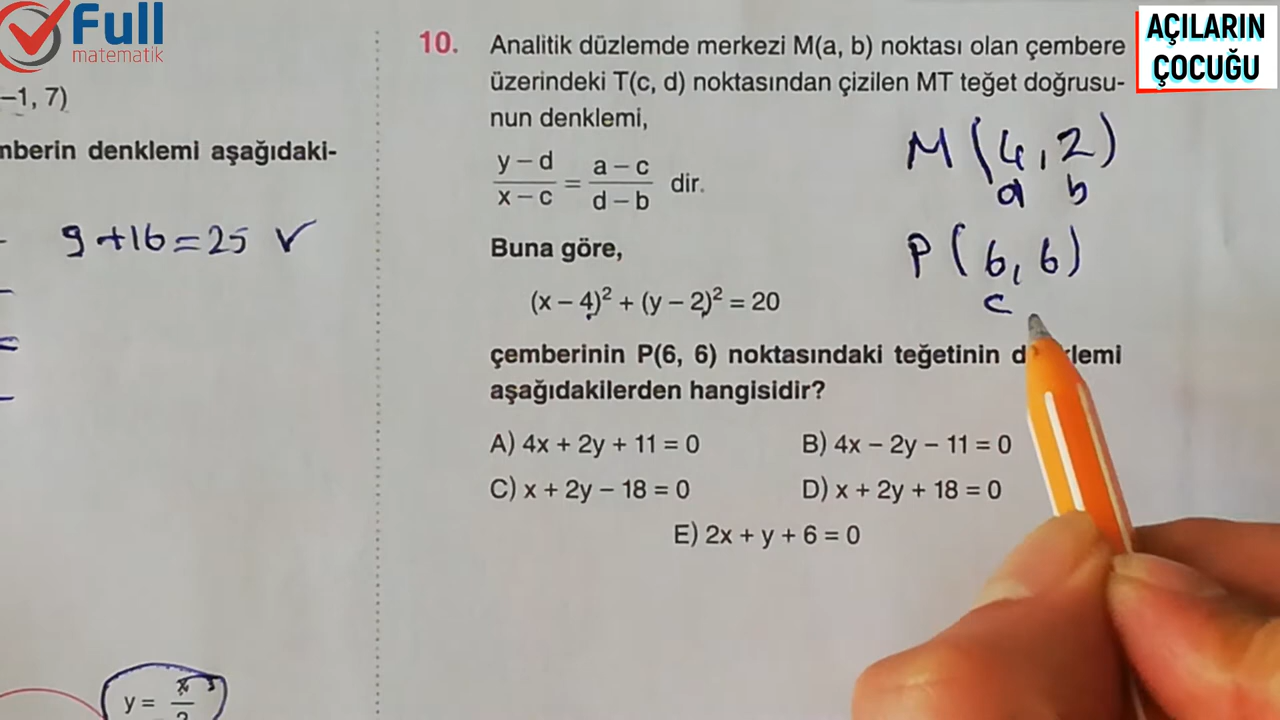 Full
matematik
–1, 7)
nberin denklemi aşağıdaki-
9+16=25 ✓
y = x
10. Analitik düzlemde merkezi M(a, b) noktası olan çembere
üzerindeki T(c, d) noktasından çizilen MT teğet doğrusu-
nun denklemi,
y – d / x – c = a – c / d – b dir.
Buna göre,
(x – 4)² + (y – 2)² = 20
çemberinin P(6, 6) noktasındaki teğetinin d klemi
aşağıdakilerden hangisidir?
A) 4x + 2y + 11 = 0
B) 4x – 2y – 11 = 0
C) x + 2y – 18 = 0
D) x + 2y + 18 = 0
E) 2x + y + 6 = 0
M (4, 2)
a b
P (6, 6)
c
AÇILARIN
ÇOCUĞU